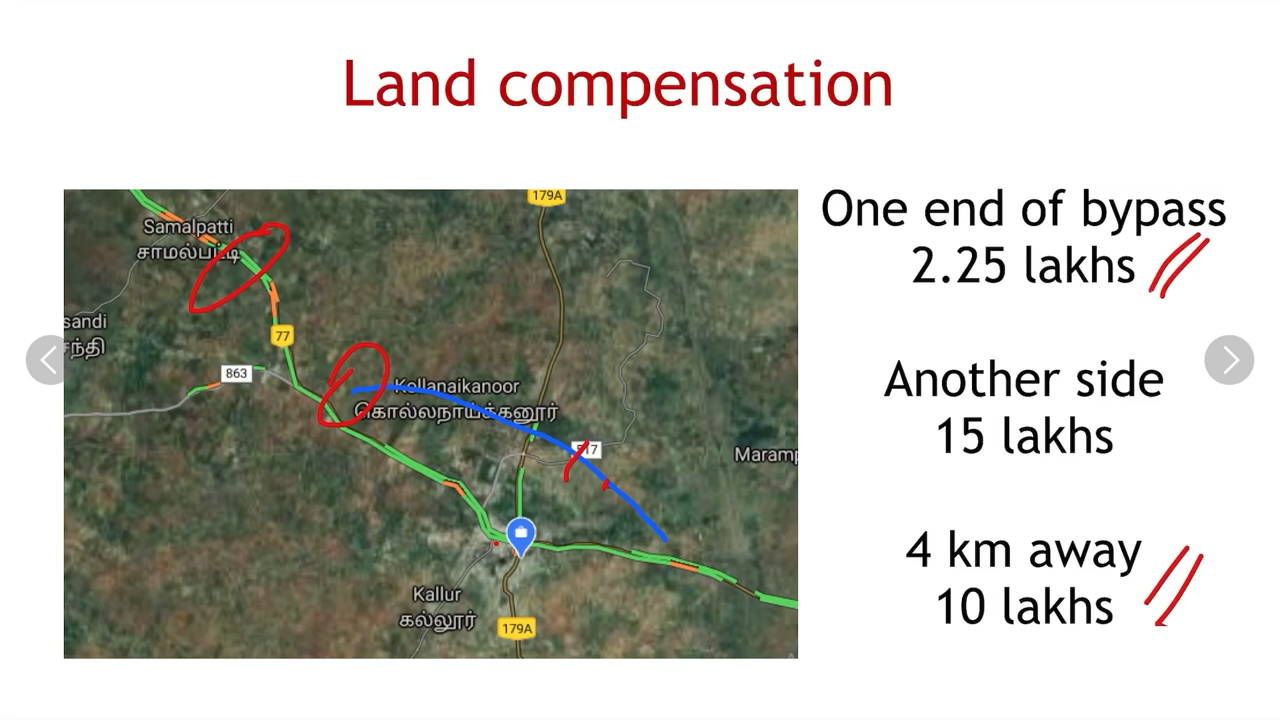 Land compensation
179A
Samalpatti
சாமல்பட்டி
sandi
ந்தி
77
863
Kollanaikanoor
கொல்லநாய்க்கனூர்
517
Maramp
Kallur
கல்லூர்
179A
One end of bypass
2.25 lakhs
Another side
15 lakhs
4 km away
10 lakhs